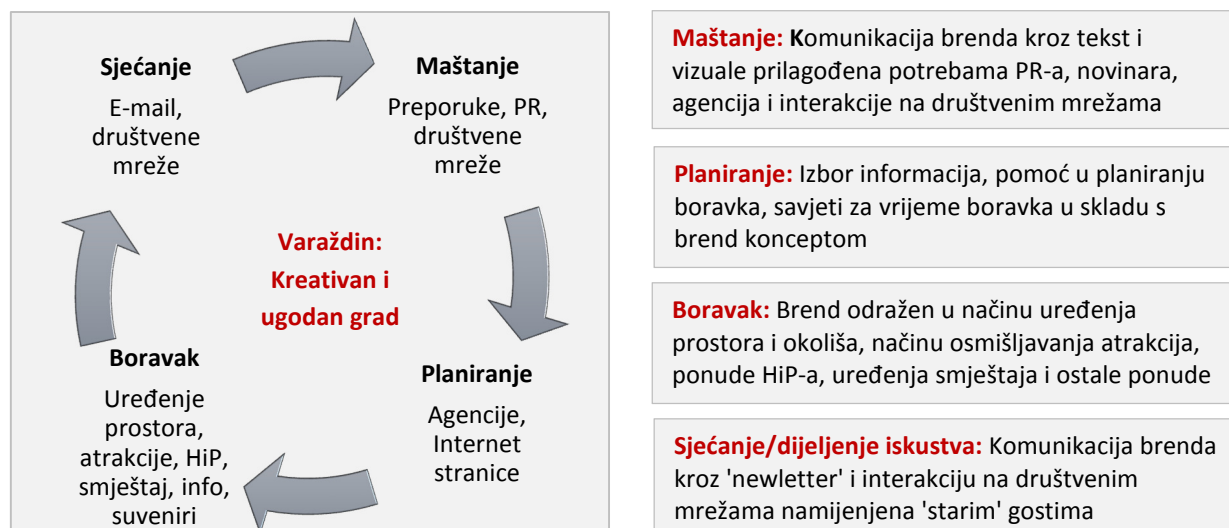 Sjećanje
E-mail,
društvene
mreže
Maštanje
Preporuke, PR,
društvene
mreže
Varaždin:
Kreativan i
ugodan grad
Boravak
Uređenje
prostora,
atrakcije, HiP,
smještaj, info,
suveniri
Planiranje
Agencije,
Internet
stranice
Maštanje: Komunikacija brenda kroz tekst i
vizuale prilagođena potrebama PR-a, novinara,
agencija i interakcije na društvenim mrežama
Planiranje: Izbor informacija, pomoć u planiranju
boravka, savjeti za vrijeme boravka u skladu s
brend konceptom
Boravak: Brend odražen u načinu uređenja
prostora i okoliša, načinu osmišljavanja atrakcija,
ponude HiP-a, uređenja smještaja i ostale ponude
Sjećanje/dijeljenje iskustva: Komunikacija brenda
kroz 'newletter' i interakciju na društvenim
mrežama namijenjena 'starim' gostima